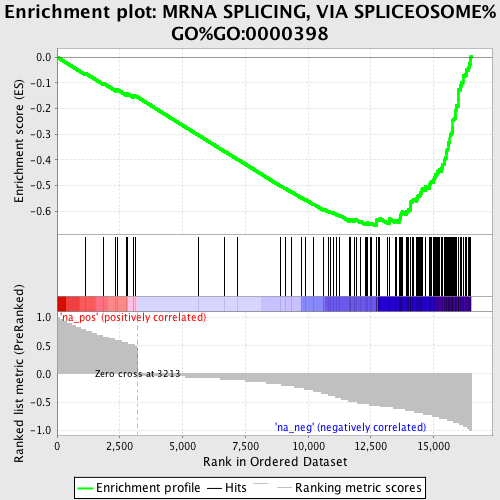 Enrichment plot: MRNA SPLICING, VIA SPLICEOSOME%
GO%GO:0000398
Enrichment score (ES)
0.0
-0.1
-0.2
-0.3
-0.4
-0.5
-0.6
Ranked list metric (PreRanked)
1.0
0.5
0.0
-0.5
-1.0
'na_pos' (positively correlated)
Zero cross at 3213
'na_neg' (negatively correlated)
0 2,500 5,000 7,500 10,000 12,500 15,000
Rank in Ordered Dataset
Enrichment profile Hits Ranking metric scores